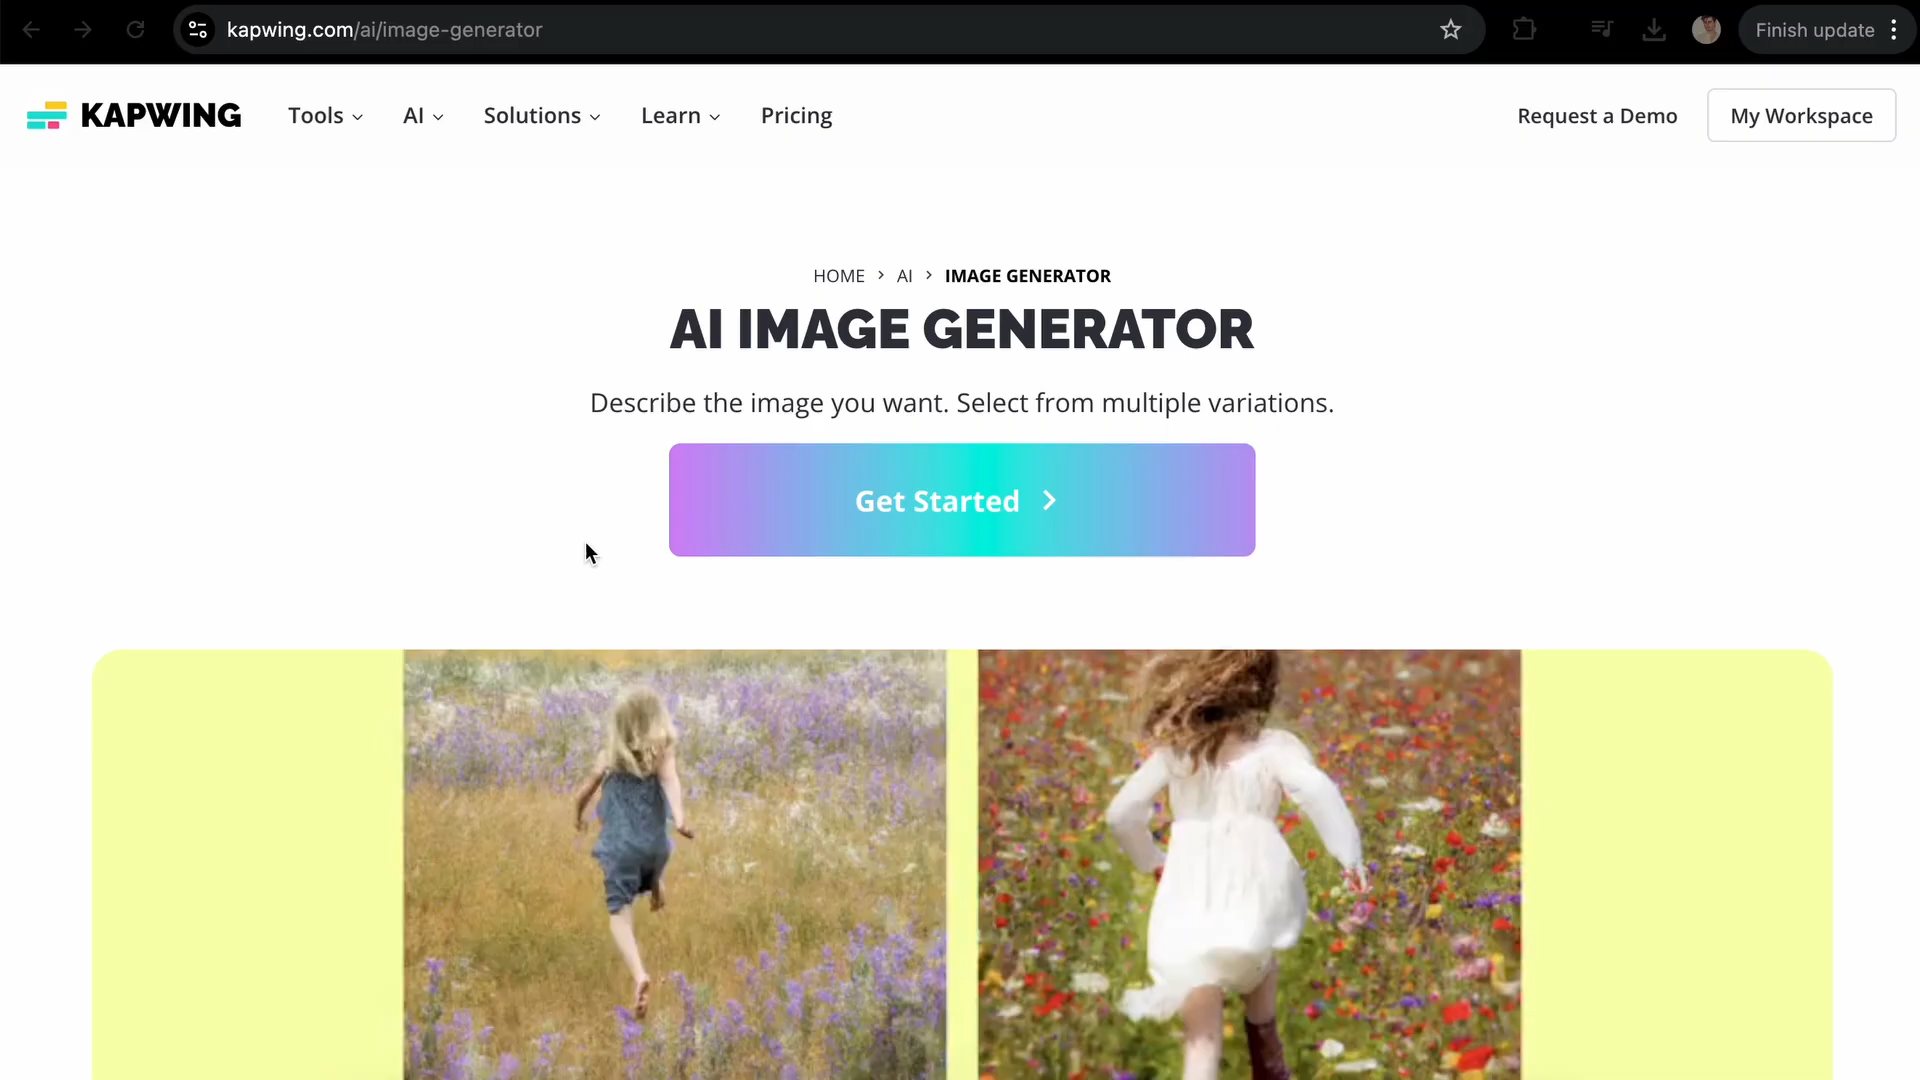 kapwing.com/ai/image-generator
Finish update
KAPWING
Tools
AI
Solutions
Learn
Pricing
Request a Demo
My Workspace
HOME > AI > IMAGE GENERATOR
AI IMAGE GENERATOR
Describe the image you want. Select from multiple variations.
Get Started